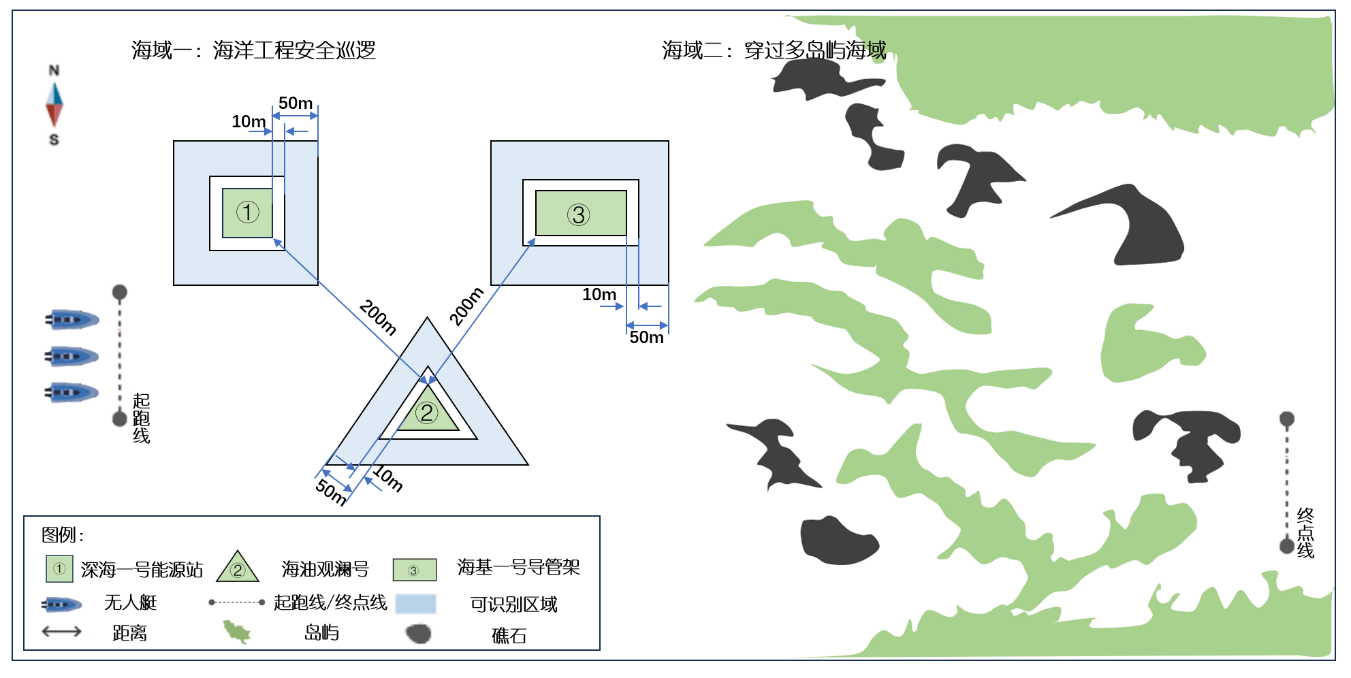 海域一：海洋工程安全巡逻
海域二：穿过多岛屿海域
N
S
50m
10m
①
③
200m
200m
10m
50m
②
10m
50m
起跑线
终点线
图例：
① 深海一号能源站
② 海油观澜号
③ 海基一号导管架
无人艇
起跑线/终点线
可识别区域
距离
岛屿
礁石